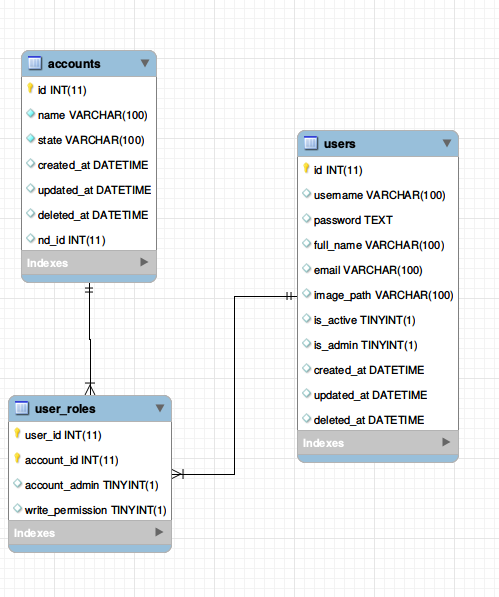 accounts
id INT(11)
name VARCHAR(100)
state VARCHAR(100)
created_at DATETIME
updated_at DATETIME
deleted_at DATETIME
nd_id INT(11)
Indexes
users
id INT(11)
username VARCHAR(100)
password TEXT
full_name VARCHAR(100)
email VARCHAR(100)
image_path VARCHAR(100)
is_active TINYINT(1)
is_admin TINYINT(1)
created_at DATETIME
updated_at DATETIME
deleted_at DATETIME
Indexes
user_roles
user_id INT(11)
account_id INT(11)
account_admin TINYINT(1)
write_permission TINYINT(1)
Indexes